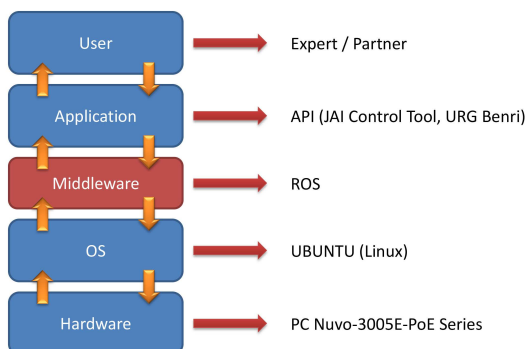 User
Expert / Partner
Application
API (JAI Control Tool, URG Benri)
Middleware
ROS
OS
UBUNTU (Linux)
Hardware
PC Nuvo-3005E-PoE Series